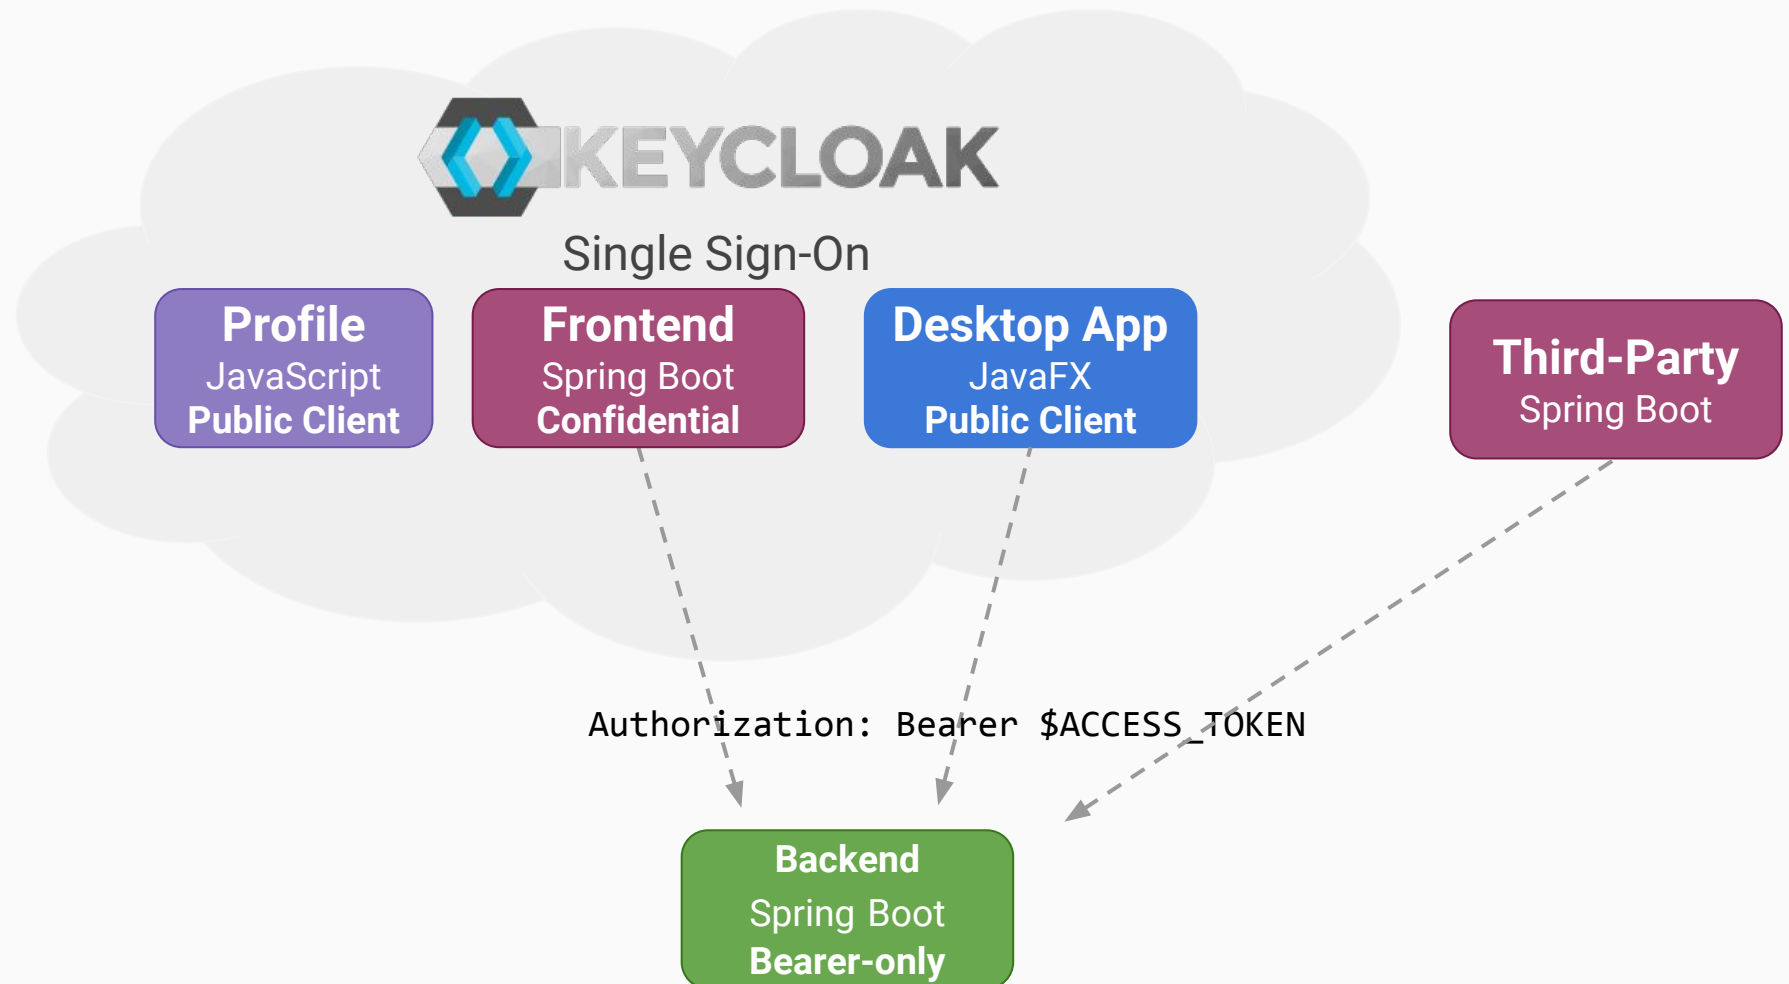 KEYCLOAK
Single Sign-On
Profile
JavaScript
Public Client
Frontend
Spring Boot
Confidential
Desktop App
JavaFX
Public Client
Third-Party
Spring Boot
Authorization: Bearer $ACCESS_TOKEN
Backend
Spring Boot
Bearer-only